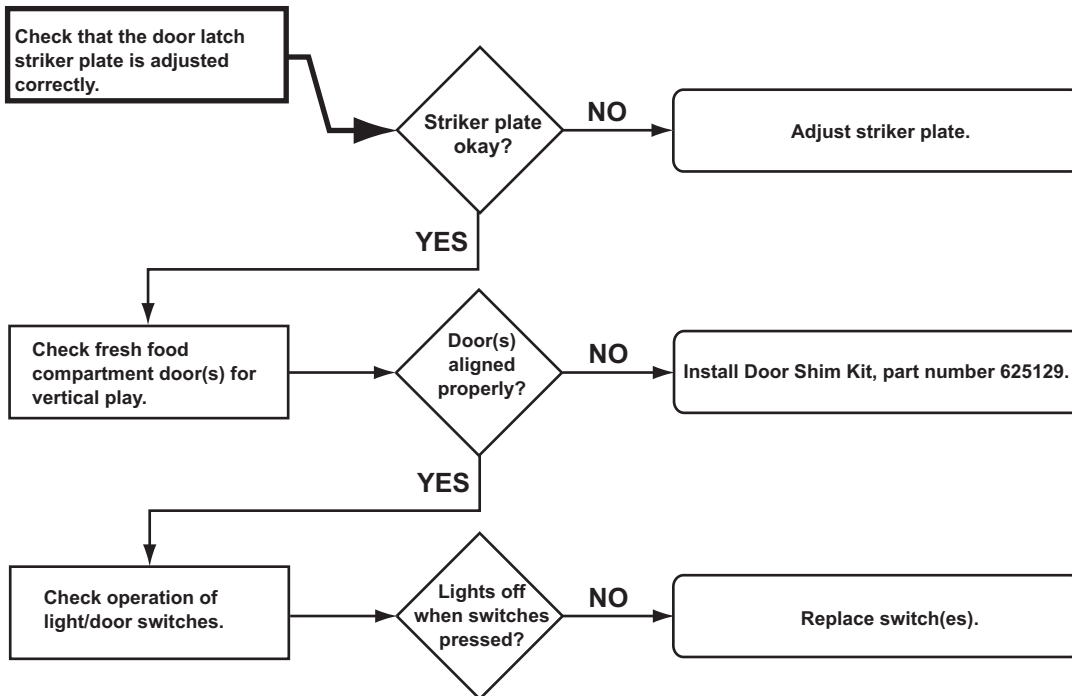 Check that the door latch
striker plate is adjusted
correctly.
Striker plate
okay?
NO
Adjust striker plate.
YES
Check fresh food
compartment door(s) for
vertical play.
Door(s)
aligned
properly?
NO
Install Door Shim Kit, part number 625129.
YES
Check operation of
light/door switches.
Lights off
when switches
pressed?
NO
Replace switch(es).